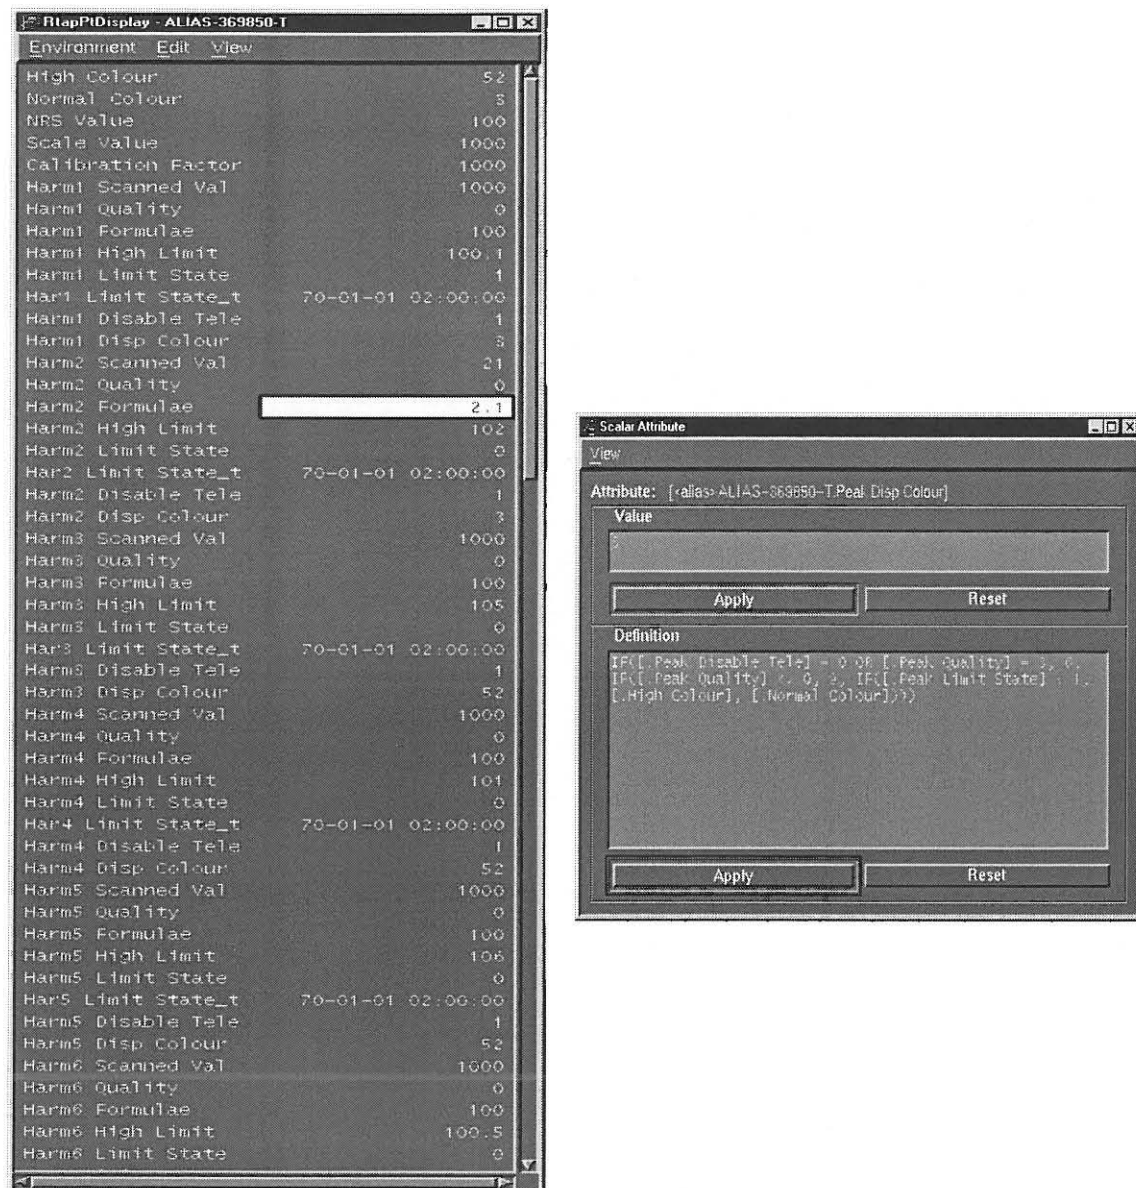 RtapPtDisplay - ALIAS-369850-T
Environment Edit View
High Colour 52
Normal Colour 3
NRS Value 100
Scale Value 1000
Calibration Factor 1000
Harm1 Scanned Val 1000
Harm1 Quality 0
Harm1 Formulae 100
Harm1 High Limit 100.1
Harm1 Limit State 1
Har1 Limit State_t 70-01-01 02:00:00
Harm1 Disable Tele 1
Harm1 Disp Colour 3
Harm2 Scanned Val 21
Harm2 Quality 0
Harm2 Formulae 2.1
Harm2 High Limit 102
Harm2 Limit State 0
Har2 Limit State_t 70-01-01 02:00:00
Harm2 Disable Tele 1
Harm2 Disp Colour 3
Harm3 Scanned Val 1000
Harm3 Quality 0
Harm3 Formulae 100
Harm3 High Limit 105
Harm3 Limit State 0
Har3 Limit State_t 70-01-01 02:00:00
Harm3 Disable Tele 1
Harm3 Disp Colour 52
Harm4 Scanned Val 1000
Harm4 Quality 0
Harm4 Formulae 100
Harm4 High Limit 101
Harm4 Limit State 0
Har4 Limit State_t 70-01-01 02:00:00
Harm4 Disable Tele 1
Harm4 Disp Colour 52
Harm5 Scanned Val 1000
Harm5 Quality 0
Harm5 Formulae 100
Harm5 High Limit 106
Harm5 Limit State 0
Har5 Limit State_t 70-01-01 02:00:00
Harm5 Disable Tele 1
Harm5 Disp Colour 52
Harm6 Scanned Val 1000
Harm6 Quality 0
Harm6 Formulae 100
Harm6 High Limit 100.5
Harm6 Limit State 0
Scalar Attribute
View
Attribute: [<alias>ALIAS-369850-T.Peak Disp Colour]
Value
Apply Reset
Definition
IF([.Peak Disable Tele] = 0 OR [.Peak Quality] =
IF([.Peak Quality] 0, IF([.Peak Limit State]
[.High Colour], [.Normal Colour])))
Apply Reset